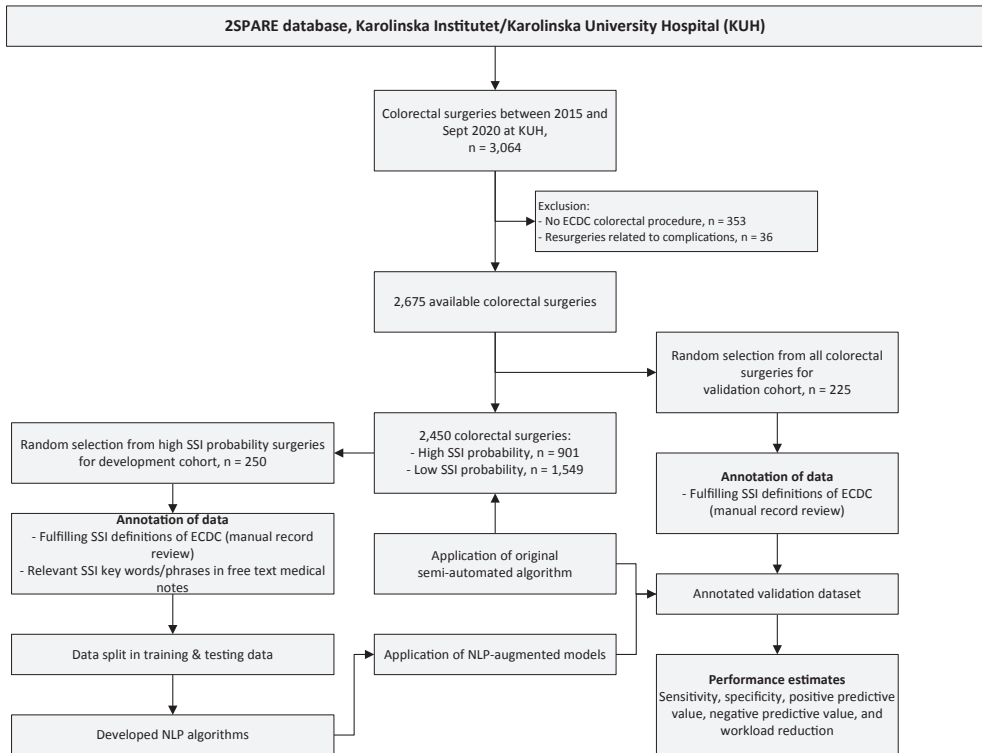 2SPARE database, Karolinska Institutet/Karolinska University Hospital (KUH)
Colorectal surgeries between 2015 and
Sept 2020 at KUH,
n = 3,064
Exclusion:
- No ECDC colorectal procedure, n = 353
- Resurgeries related to complications, n = 36
2,675 available colorectal surgeries
Random selection from all colorectal
surgeries for
validation cohort, n = 225
2,450 colorectal surgeries:
- High SSI probability, n = 901
- Low SSI probability, n = 1,549
Random selection from high SSI probability surgeries
for development cohort, n = 250
Annotation of data
- Fulfilling SSI definitions of ECDC
(manual record review)
Annotation of data
- Fulfilling SSI definitions of ECDC (manual record
review)
- Relevant SSI key words/phrases in free text medical
notes
Application of original
semi-automated algorithm
Annotated validation dataset
Data split in training & testing data
Application of NLP-augmented models
Performance estimates
Sensitivity, specificity, positive predictive
value, negative predictive value, and
workload reduction
Developed NLP algorithms